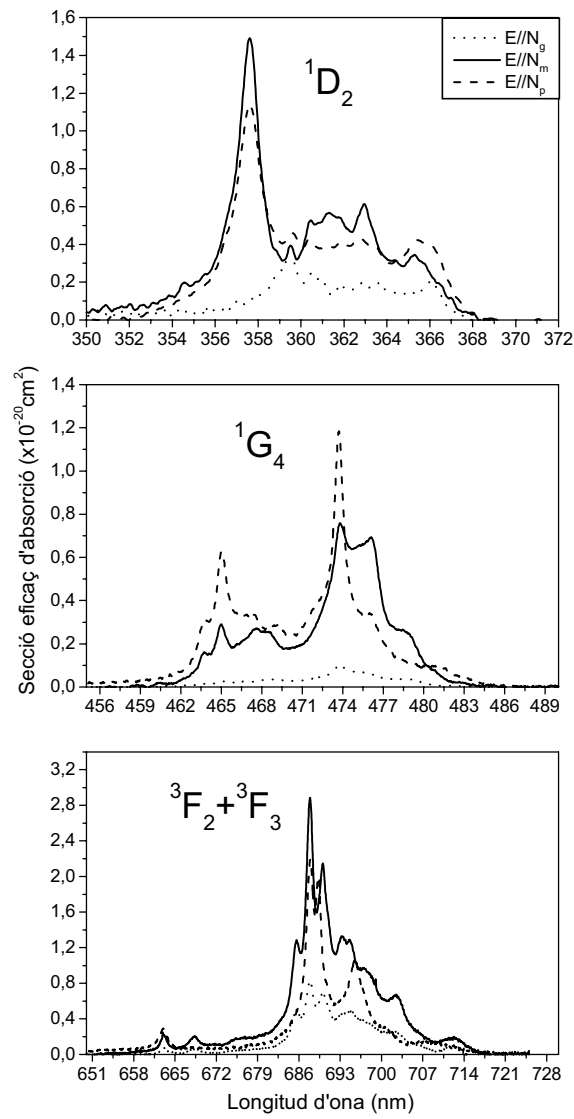 1,6
1,4
1,2
1,0
0,8
0,6
0,4
0,2
0,0
350 352 354 356 358 360 362 364 366 368 370 372
¹D₂
E//N_g
E//N_m
E//N_p
1,4
1,2
1,0
0,8
0,6
0,4
0,2
0,0
456 459 462 465 468 471 474 477 480 483 486 489
¹G₄
Secció eficaç d'absorció (x10⁻²⁰cm²)
3,2
2,8
2,4
2,0
1,6
1,2
0,8
0,4
0,0
651 658 665 672 679 686 693 700 707 714 721 728
³F₂+³F₃
Longitud d'ona (nm)